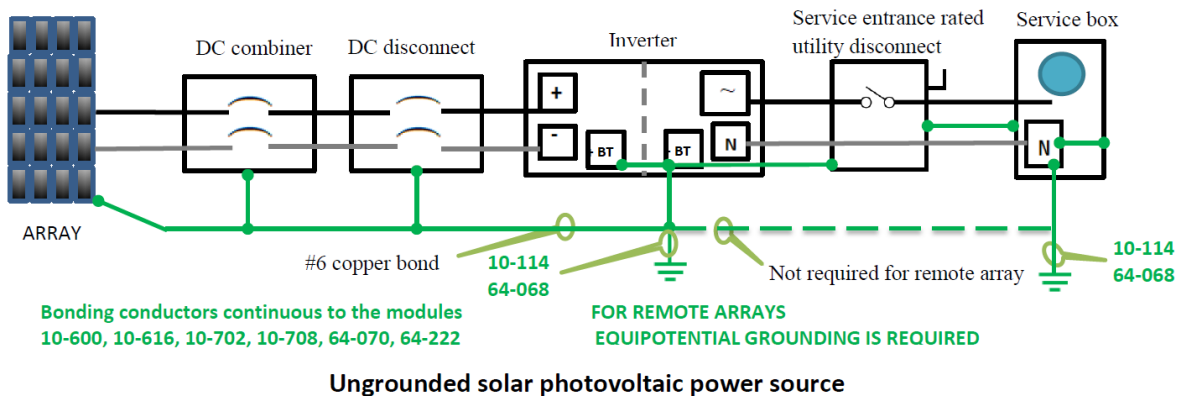 Service entrance rated
utility disconnect
Service box
DC combiner
DC disconnect
Inverter
+
~
-
BT
BT
N
N
ARRAY
#6 copper bond
10-114
64-068
Not required for remote array
10-114
64-068
Bonding conductors continuous to the modules
10-600, 10-616, 10-702, 10-708, 64-070, 64-222
FOR REMOTE ARRAYS
EQUIPOTENTIAL GROUNDING IS REQUIRED
Ungrounded solar photovoltaic power source